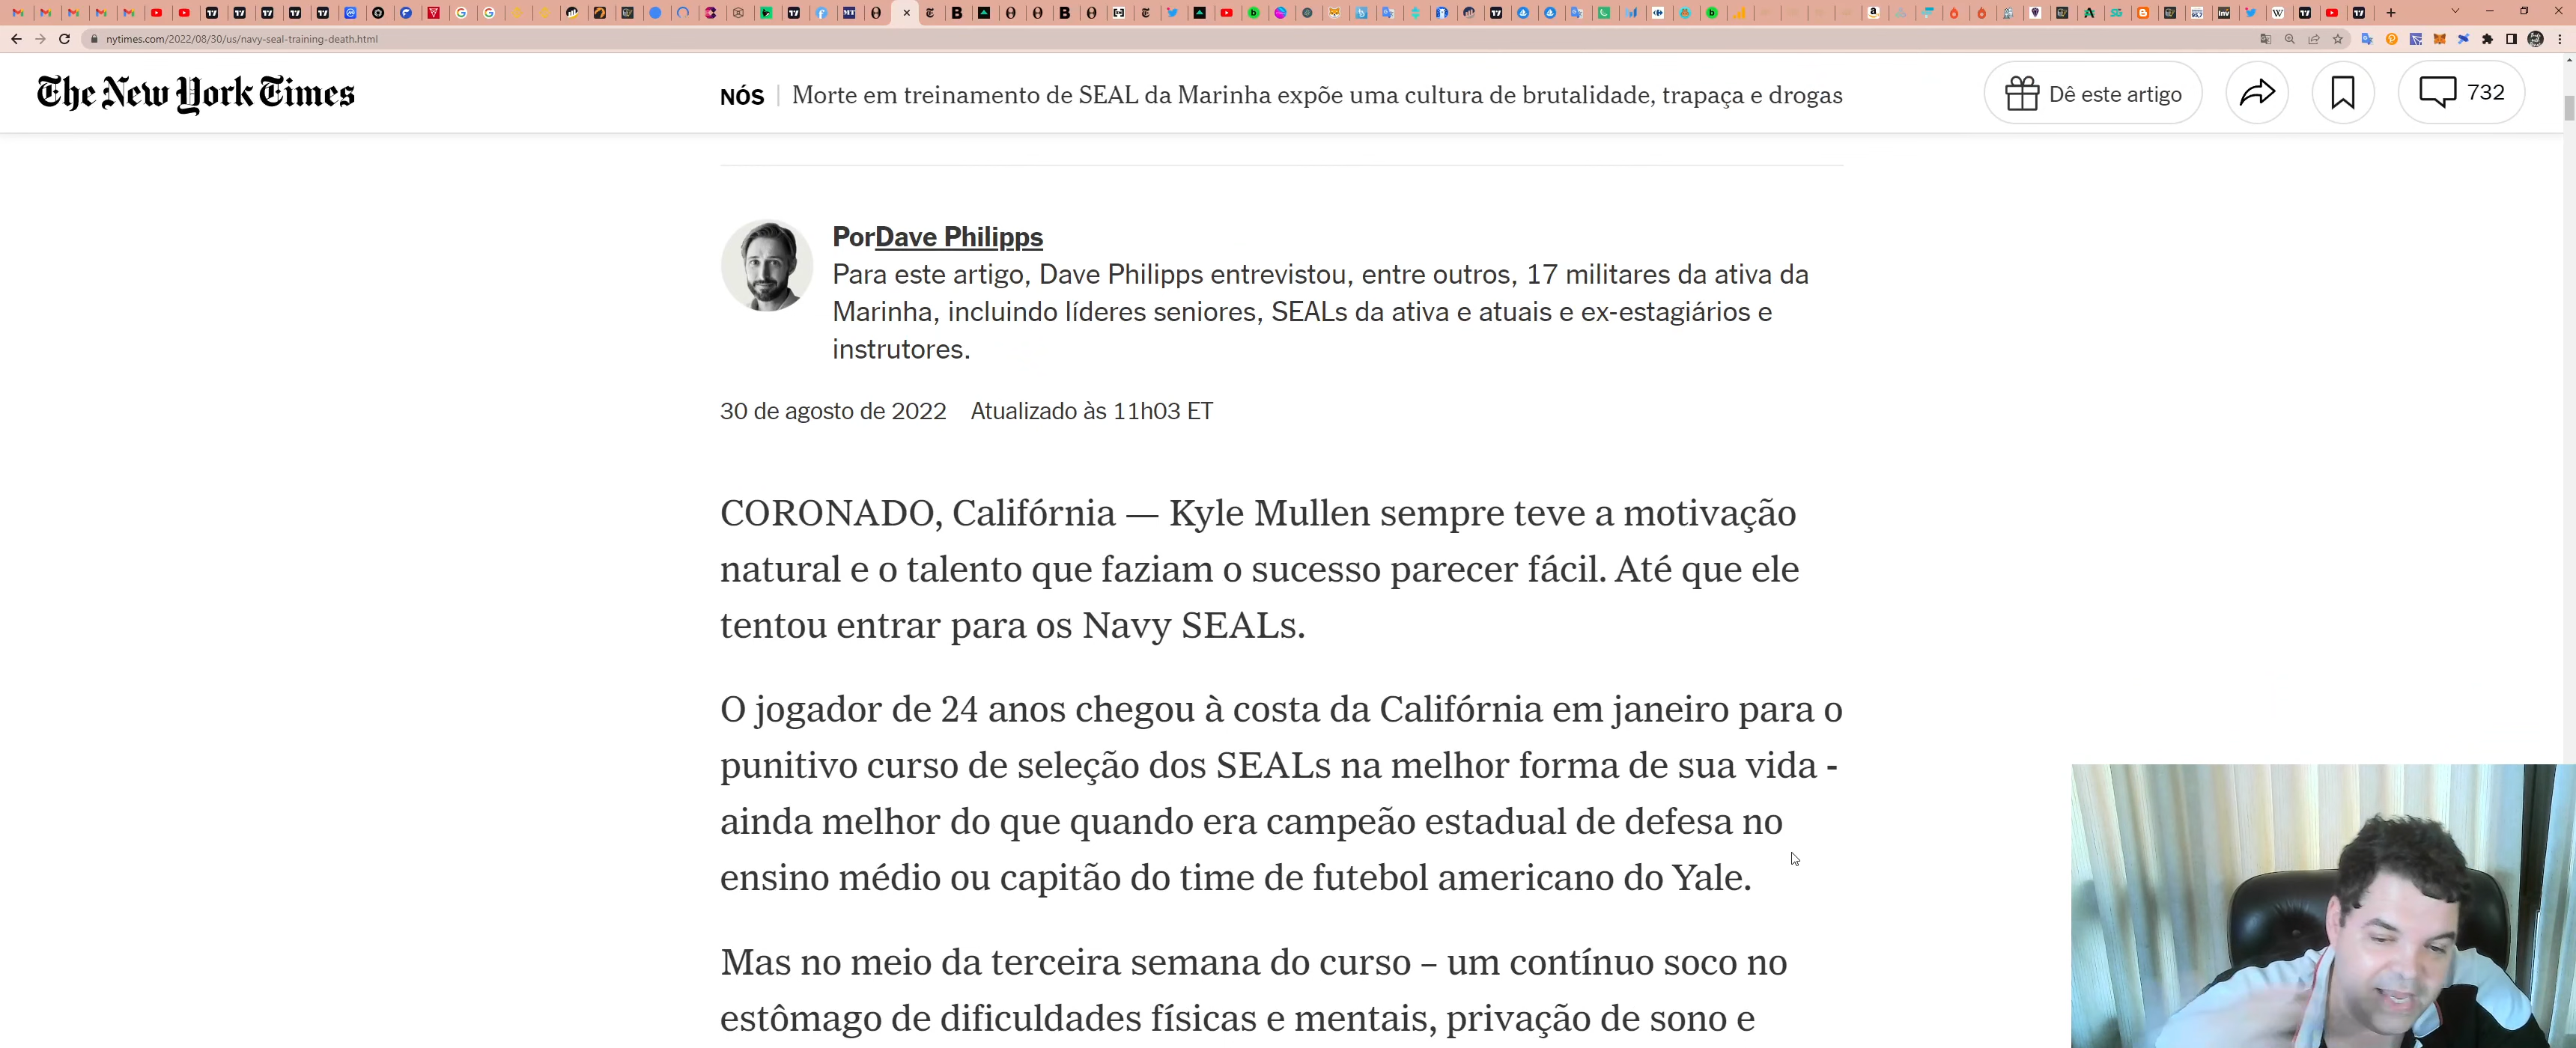 nytimes.com/2022/08/30/us/navy-seal-training-death.html
The New York Times
NÓS | Morte em treinamento de SEAL da Marinha expõe uma cultura de brutalidade, trapaça e drogas
Dê este artigo
732
PorDave Philipps
Para este artigo, Dave Philipps entrevistou, entre outros, 17 militares da ativa da
Marinha, incluindo líderes seniores, SEALs da ativa e atuais e ex-estagiários e
instrutores.
30 de agosto de 2022 Atualizado às 11h03 ET
CORONADO, Califórnia — Kyle Mullen sempre teve a motivação
natural e o talento que faziam o sucesso parecer fácil. Até que ele
tentou entrar para os Navy SEALs.
O jogador de 24 anos chegou à costa da Califórnia em janeiro para o
punitivo curso de seleção dos SEALs na melhor forma de sua vida -
ainda melhor do que quando era campeão estadual de defesa no
ensino médio ou capitão do time de futebol americano do Yale.
Mas no meio da terceira semana do curso – um contínuo soco no
estômago de dificuldades físicas e mentais, privação de sono e